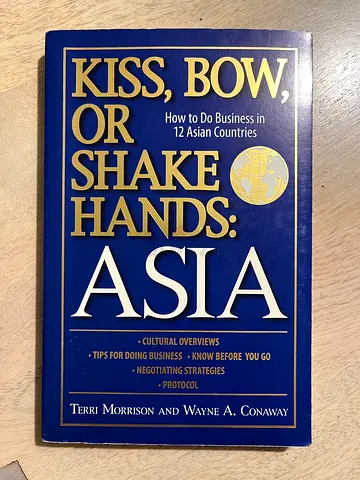 KISS, BOW,
OR
How to Do Business in
12 Asian Countries
SHAKE
HANDS:
ASIA
• CULTURAL OVERVIEWS
• TIPS FOR DOING BUSINESS • KNOW BEFORE YOU GO
• NEGOTIATING STRATEGIES
• PROTOCOL
TERRI MORRISON AND WAYNE A. CONAWAY